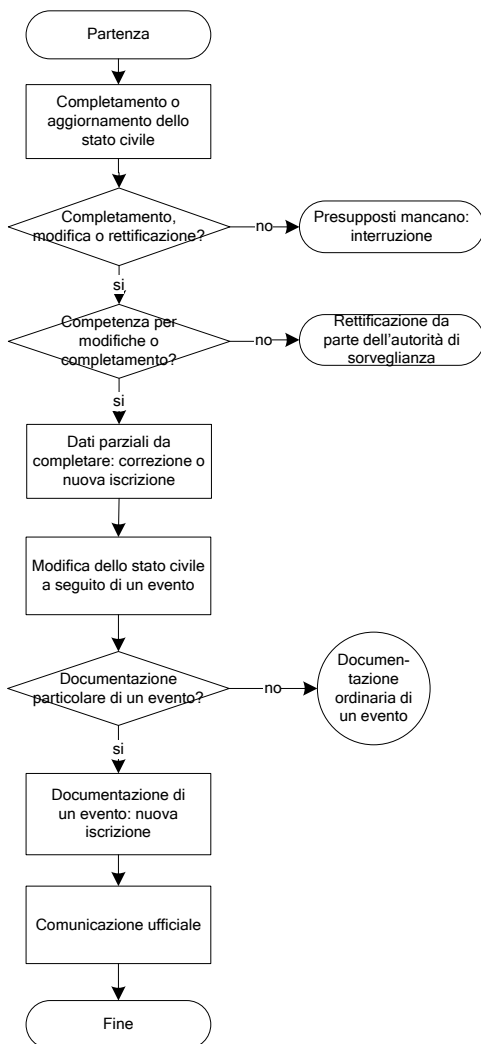 Partenza
Completamento o
aggiornamento dello
stato civile
Completamento,
modifica o rettificazione?
no
Presupposti mancano:
interruzione
si,
Competenza per
modifiche o
completamento?
no
Rettificazione da
parte dell'autorità di
sorveglianza
si
Dati parziali da
completare: correzione o
nuova iscrizione
Modifica dello stato civile
a seguito di un evento
Documentazione
particolare di un evento?
no
Documen-
tazione
ordinaria di
un evento
si
Documentazione di
un evento: nuova
iscrizione
Comunicazione ufficiale
Fine